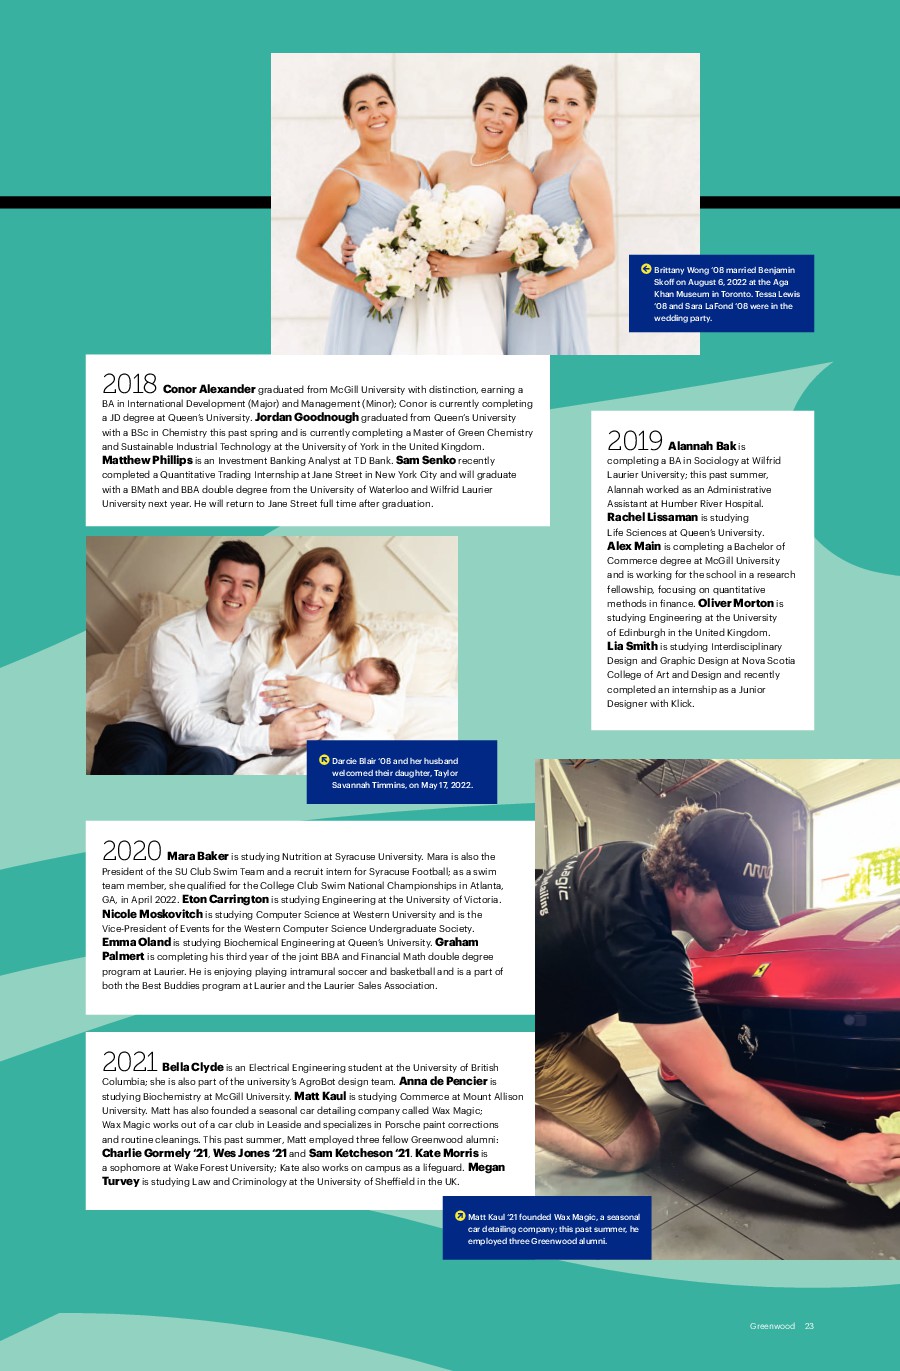 Brittany Wong ‘08 married Benjamin
Skoff on August 6, 2022 at the Aga
Khan Museum in Toronto. Tessa Lewis
‘08 and Sara LaFond ‘08 were in the
wedding party.
2018 Conor Alexander graduated from McGill University with distinction, earning a
BA in International Development (Major) and Management (Minor); Conor is currently completing
a JD degree at Queen’s University. Jordan Goodnough graduated from Queen’s University
with a BSc in Chemistry this past spring and is currently completing a Master of Green Chemistry
and Sustainable Industrial Technology at the University of York in the United Kingdom.
Matthew Phillips is an Investment Banking Analyst at TD Bank. Sam Senko recently
completed a Quantitative Trading Internship at Jane Street in New York City and will graduate
with a BMath and BBA double degree from the University of Waterloo and Wilfrid Laurier
University next year. He will return to Jane Street full time after graduation.
2019 Alannah Bak is
completing a BA in Sociology at Wilfrid
Laurier University; this past summer,
Alannah worked as an Administrative
Assistant at Humber River Hospital.
Rachel Lissaman is studying
Life Sciences at Queen’s University.
Alex Main is completing a Bachelor of
Commerce degree at McGill University
and is working for the school in a research
fellowship, focusing on quantitative
methods in finance. Oliver Morton is
studying Engineering at the University
of Edinburgh in the United Kingdom.
Lia Smith is studying Interdisciplinary
Design and Graphic Design at Nova Scotia
College of Art and Design and recently
completed an internship as a Junior
Designer with Klick.
Darcie Blair ‘08 and her husband
welcomed their daughter, Taylor
Savannah Timmins, on May 17, 2022.
2020 Mara Baker is studying Nutrition at Syracuse University. Mara is also the
President of the SU Club Swim Team and a recruit intern for Syracuse Football; as a swim
team member, she qualified for the College Club Swim National Championships in Atlanta,
GA, in April 2022. Eton Carrington is studying Engineering at the University of Victoria.
Nicole Moskovitch is studying Computer Science at Western University and is the
Vice-President of Events for the Western Computer Science Undergraduate Society.
Emma Oland is studying Biochemical Engineering at Queen’s University. Graham
Palmert is completing his third year of the joint BBA and Financial Math double degree
program at Laurier. He is enjoying playing intramural soccer and basketball and is a part of
both the Best Buddies program at Laurier and the Laurier Sales Association.
Magic
2021 Bella Clyde is an Electrical Engineering student at the University of British
Columbia; she is also part of the university’s AgroBot design team. Anna de Pencier is
studying Biochemistry at McGill University. Matt Kaul is studying Commerce at Mount Allison
University. Matt has also founded a seasonal car detailing company called Wax Magic;
Wax Magic works out of a car club in Leaside and specializes in Porsche paint corrections
and routine cleanings. This past summer, Matt employed three fellow Greenwood alumni:
Charlie Gormely ‘21, Wes Jones ‘21 and Sam Ketcheson ‘21. Kate Morris is
a sophomore at Wake Forest University; Kate also works on campus as a lifeguard. Megan
Turvey is studying Law and Criminology at the University of Sheffield in the UK.
Matt Kaul ‘21 founded Wax Magic, a seasonal
car detailing company; this past summer, he
employed three Greenwood alumni.
Greenwood 23